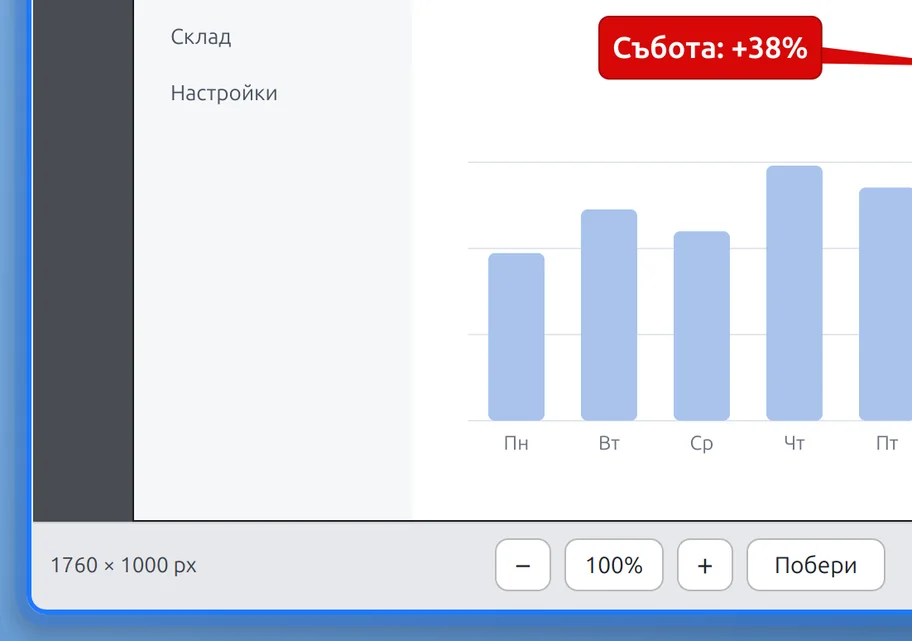 Склад
Събота: +38%
Настройки
Пн Вт Ср Чт Пт
1760 × 1000 px
− 100% + Побери